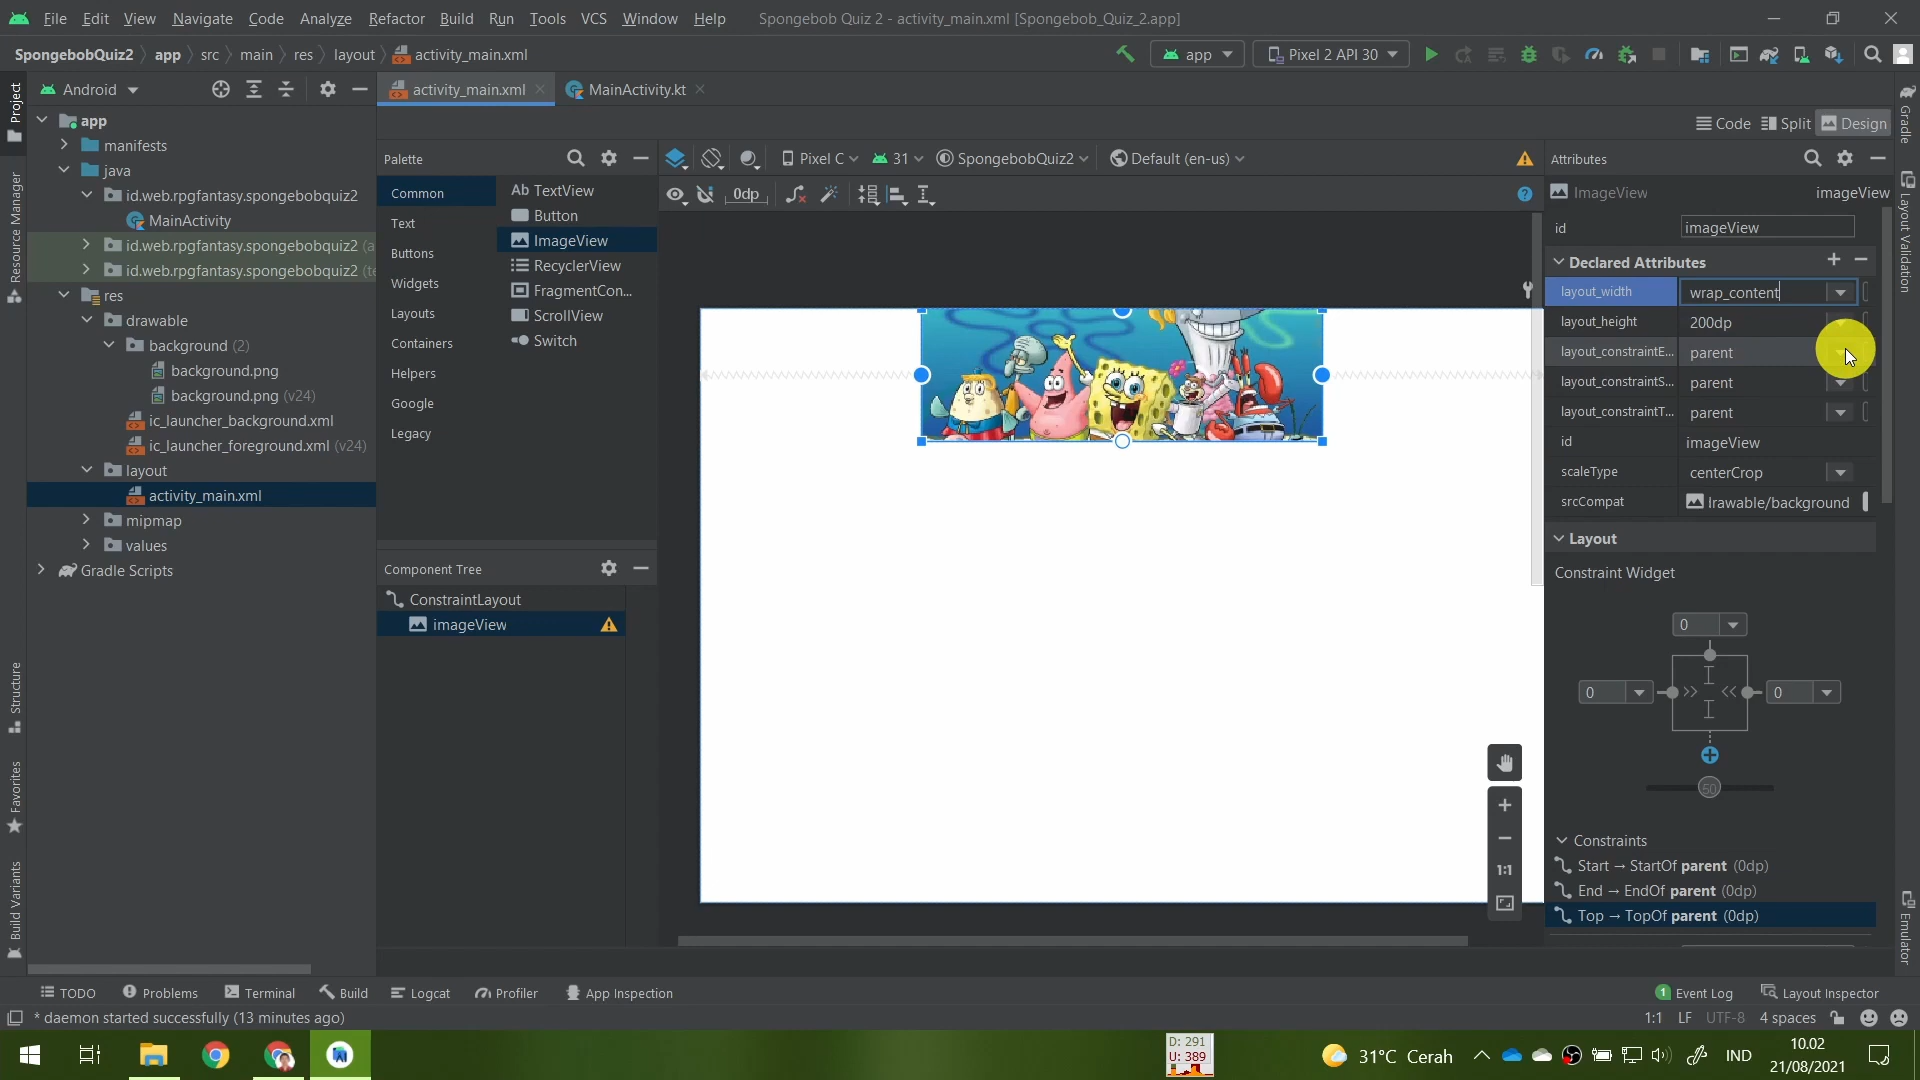 File Edit View Navigate Code Analyze Refactor Build Run Tools VCS Window Help Spongebob Quiz 2 - activity_main.xml [Spongebob_Quiz_2.app]
SpongebobQuiz2 app src main res layout activity_main.xml app Pixel 2 API 30
Project
Android
activity_main.xml MainActivity.kt
Gradle
app
manifests
java
id.web.rpgfantasy.spongebobquiz2
MainActivity
id.web.rpgfantasy.spongebobquiz2 (a
id.web.rpgfantasy.spongebobquiz2 (te
res
drawable
background (2)
background.png
background.png (v24)
ic_launcher_background.xml
ic_launcher_foreground.xml (v24)
layout
activity_main.xml
mipmap
values
Gradle Scripts
Resource Manager
Structure
Favorites
Build Variants
Code Split Design
Palette
Pixel C 31 SpongebobQuiz2 Default (en-us)
0dp
Common
Text
Buttons
Widgets
Layouts
Containers
Helpers
Google
Legacy
Ab TextView
Button
ImageView
RecyclerView
FragmentCon...
ScrollView
Switch
Component Tree
ConstraintLayout
imageView
1:1
Attributes
ImageView imageView
id imageView
Declared Attributes
layout_width wrap_content
layout_height 200dp
layout_constraintE... parent
layout_constraintS... parent
layout_constraintT... parent
id imageView
scaleType centerCrop
srcCompat lrawable/background
Layout
Constraint Widget
0
0 0
50
Constraints
Start → StartOf parent (0dp)
End → EndOf parent (0dp)
Top → TopOf parent (0dp)
Layout Validation
Emulator
TODO Problems Terminal Build Logcat Profiler App Inspection 1 Event Log Layout Inspector
* daemon started successfully (13 minutes ago) 1:1 LF UTF-8 4 spaces
D: 291
U: 389
31°C Cerah IND
10.02
21/08/2021